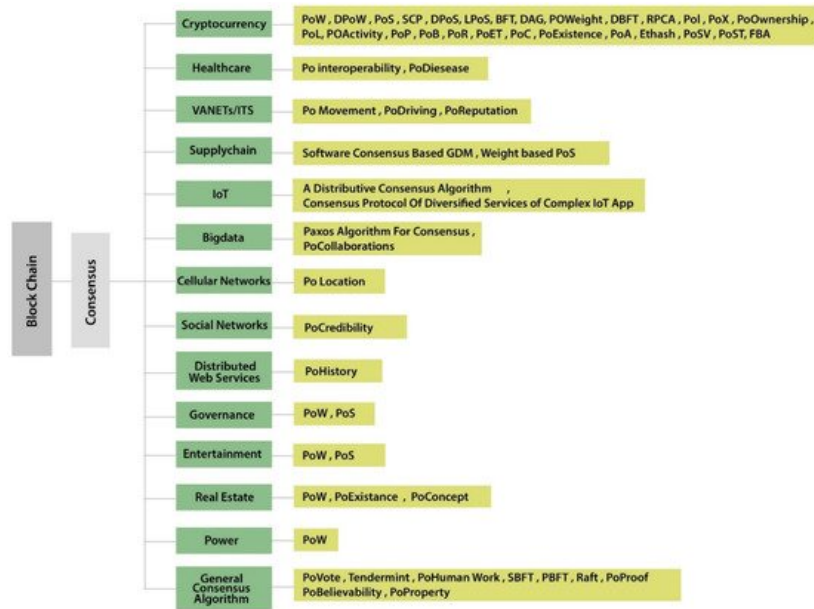 Block Chain
Consensus
Cryptocurrency
PoW , DPoW , PoS , SCP , DPoS, LPoS, BFT, DAG, POWeight , DBFT , RPCA , PoI , PoX , PoOwnership ,
PoL , POActivity , PoP , PoB , PoR , PoET , PoC , PoExistence , PoA , Ethash , PoSV , PoST, FBA
Healthcare
Po interoperability , PoDiesease
VANETs/ITS
Po Movement , PoDriving , PoReputation
Supplychain
Software Consensus Based GDM , Weight based PoS
IoT
A Distributive Consensus Algorithm ,
Consensus Protocol Of Diversified Services of Complex IoT App
Bigdata
Paxos Algorithm For Consensus ,
PoCollaborations
Cellular Networks
Po Location
Social Networks
PoCredibility
Distributed
Web Services
PoHistory
Governance
PoW , PoS
Entertainment
PoW , PoS
Real Estate
PoW , PoExistance , PoConcept
Power
PoW
General
Consensus
Algorithm
PoVote , Tendermint , PoHuman Work , SBFT , PBFT , Raft , PoProof
PoBelievability , PoProperty